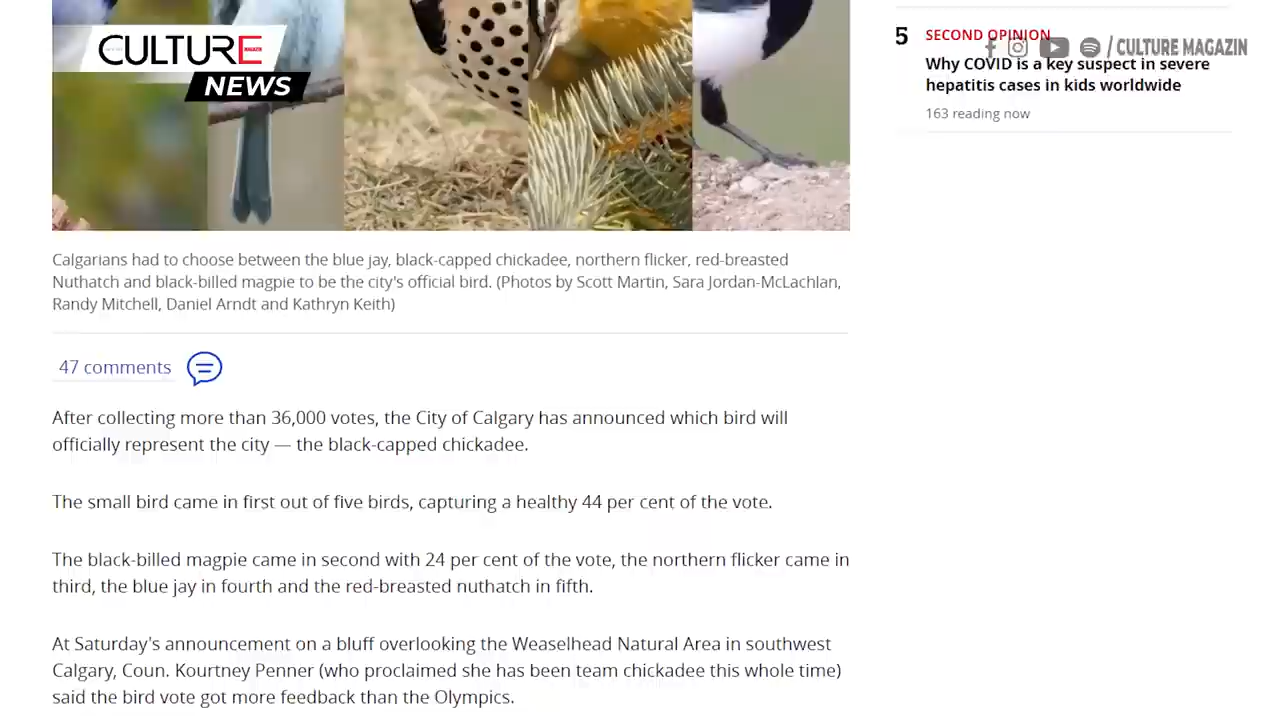 CULTURE
NEWS
Calgarians had to choose between the blue jay, black-capped chickadee, northern flicker, red-breasted
Nuthatch and black-billed magpie to be the city's official bird. (Photos by Scott Martin, Sara Jordan-McLachlan,
Randy Mitchell, Daniel Arndt and Kathryn Keith)
47 comments
After collecting more than 36,000 votes, the City of Calgary has announced which bird will
officially represent the city — the black-capped chickadee.
The small bird came in first out of five birds, capturing a healthy 44 per cent of the vote.
The black-billed magpie came in second with 24 per cent of the vote, the northern flicker came in
third, the blue jay in fourth and the red-breasted nuthatch in fifth.
At Saturday's announcement on a bluff overlooking the Weaselhead Natural Area in southwest
Calgary, Coun. Kourtney Penner (who proclaimed she has been team chickadee this whole time)
said the bird vote got more feedback than the Olympics.
5
SECOND OPINION
/ CULTURE MAGAZIN
Why COVID is a key suspect in severe
hepatitis cases in kids worldwide
163 reading now